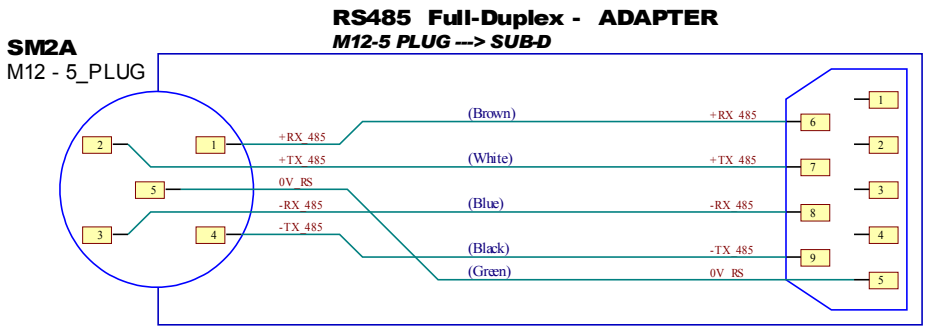 RS485 Full-Duplex - ADAPTER
SM2A
M12-5 PLUG ---> SUB-D
M12 - 5_PLUG
1
(Brown)
+RX_485
6
2
1
+RX_485
2
+TX_485
(White)
+TX_485
7
5
0V_RS
3
-RX_485
(Blue)
-RX_485
8
3
4
-TX_485
4
(Black)
-TX_485
9
(Green)
0V_RS
5